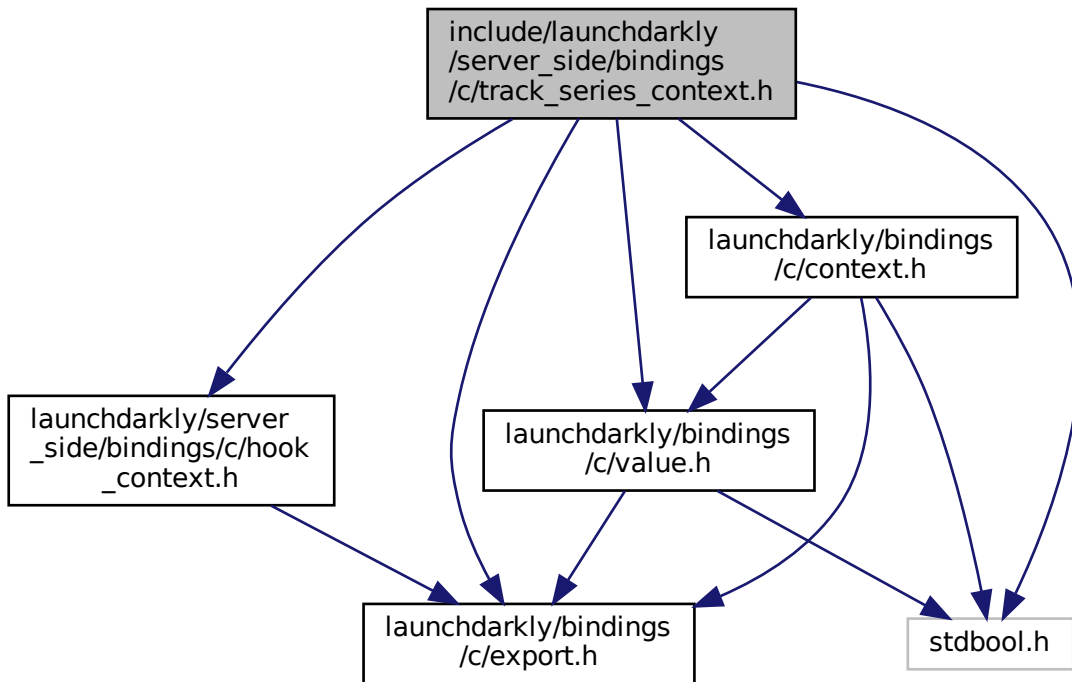 include/launchdarkly
/server_side/bindings
/c/track_series_context.h
launchdarkly/bindings
/c/context.h
launchdarkly/server
_side/bindings/c/hook
_context.h
launchdarkly/bindings
/c/value.h
launchdarkly/bindings
/c/export.h
stdbool.h